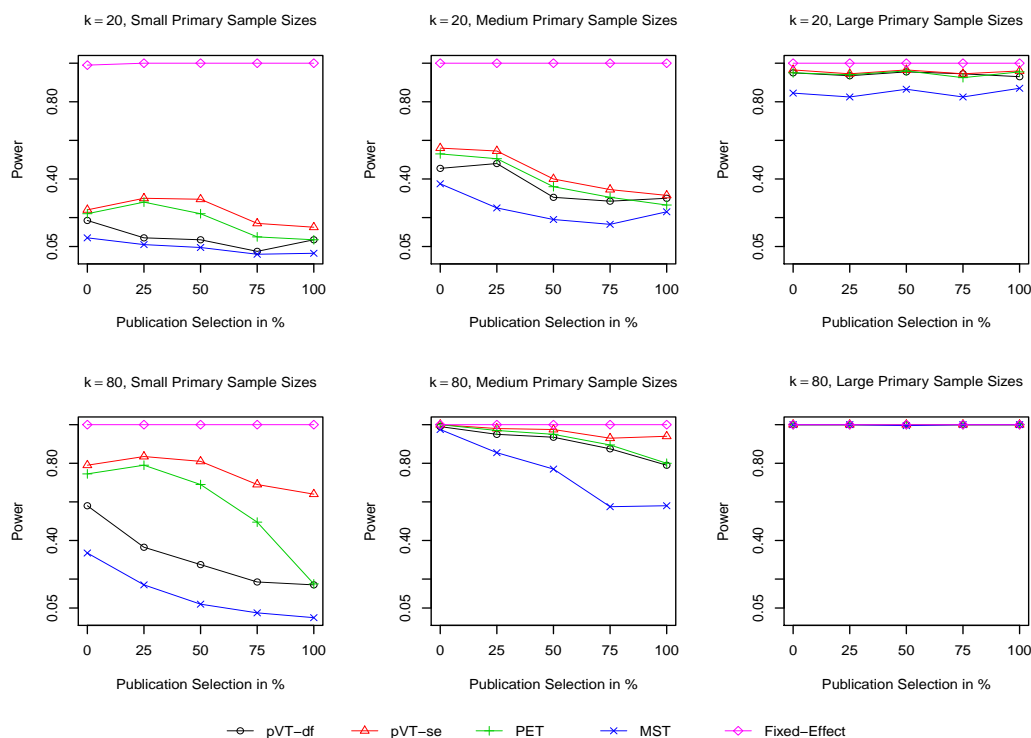 k = 20, Small Primary Sample Sizes
Power
0.05 0.40 0.80
0 25 50 75 100
Publication Selection in %
k = 20, Medium Primary Sample Sizes
Power
0.05 0.40 0.80
0 25 50 75 100
Publication Selection in %
k = 20, Large Primary Sample Sizes
Power
0.05 0.40 0.80
0 25 50 75 100
Publication Selection in %
k = 80, Small Primary Sample Sizes
Power
0.05 0.40 0.80
0 25 50 75 100
Publication Selection in %
k = 80, Medium Primary Sample Sizes
Power
0.05 0.40 0.80
0 25 50 75 100
Publication Selection in %
k = 80, Large Primary Sample Sizes
Power
0.05 0.40 0.80
0 25 50 75 100
Publication Selection in %
pVT−df pVT−se PET MST Fixed−Effect